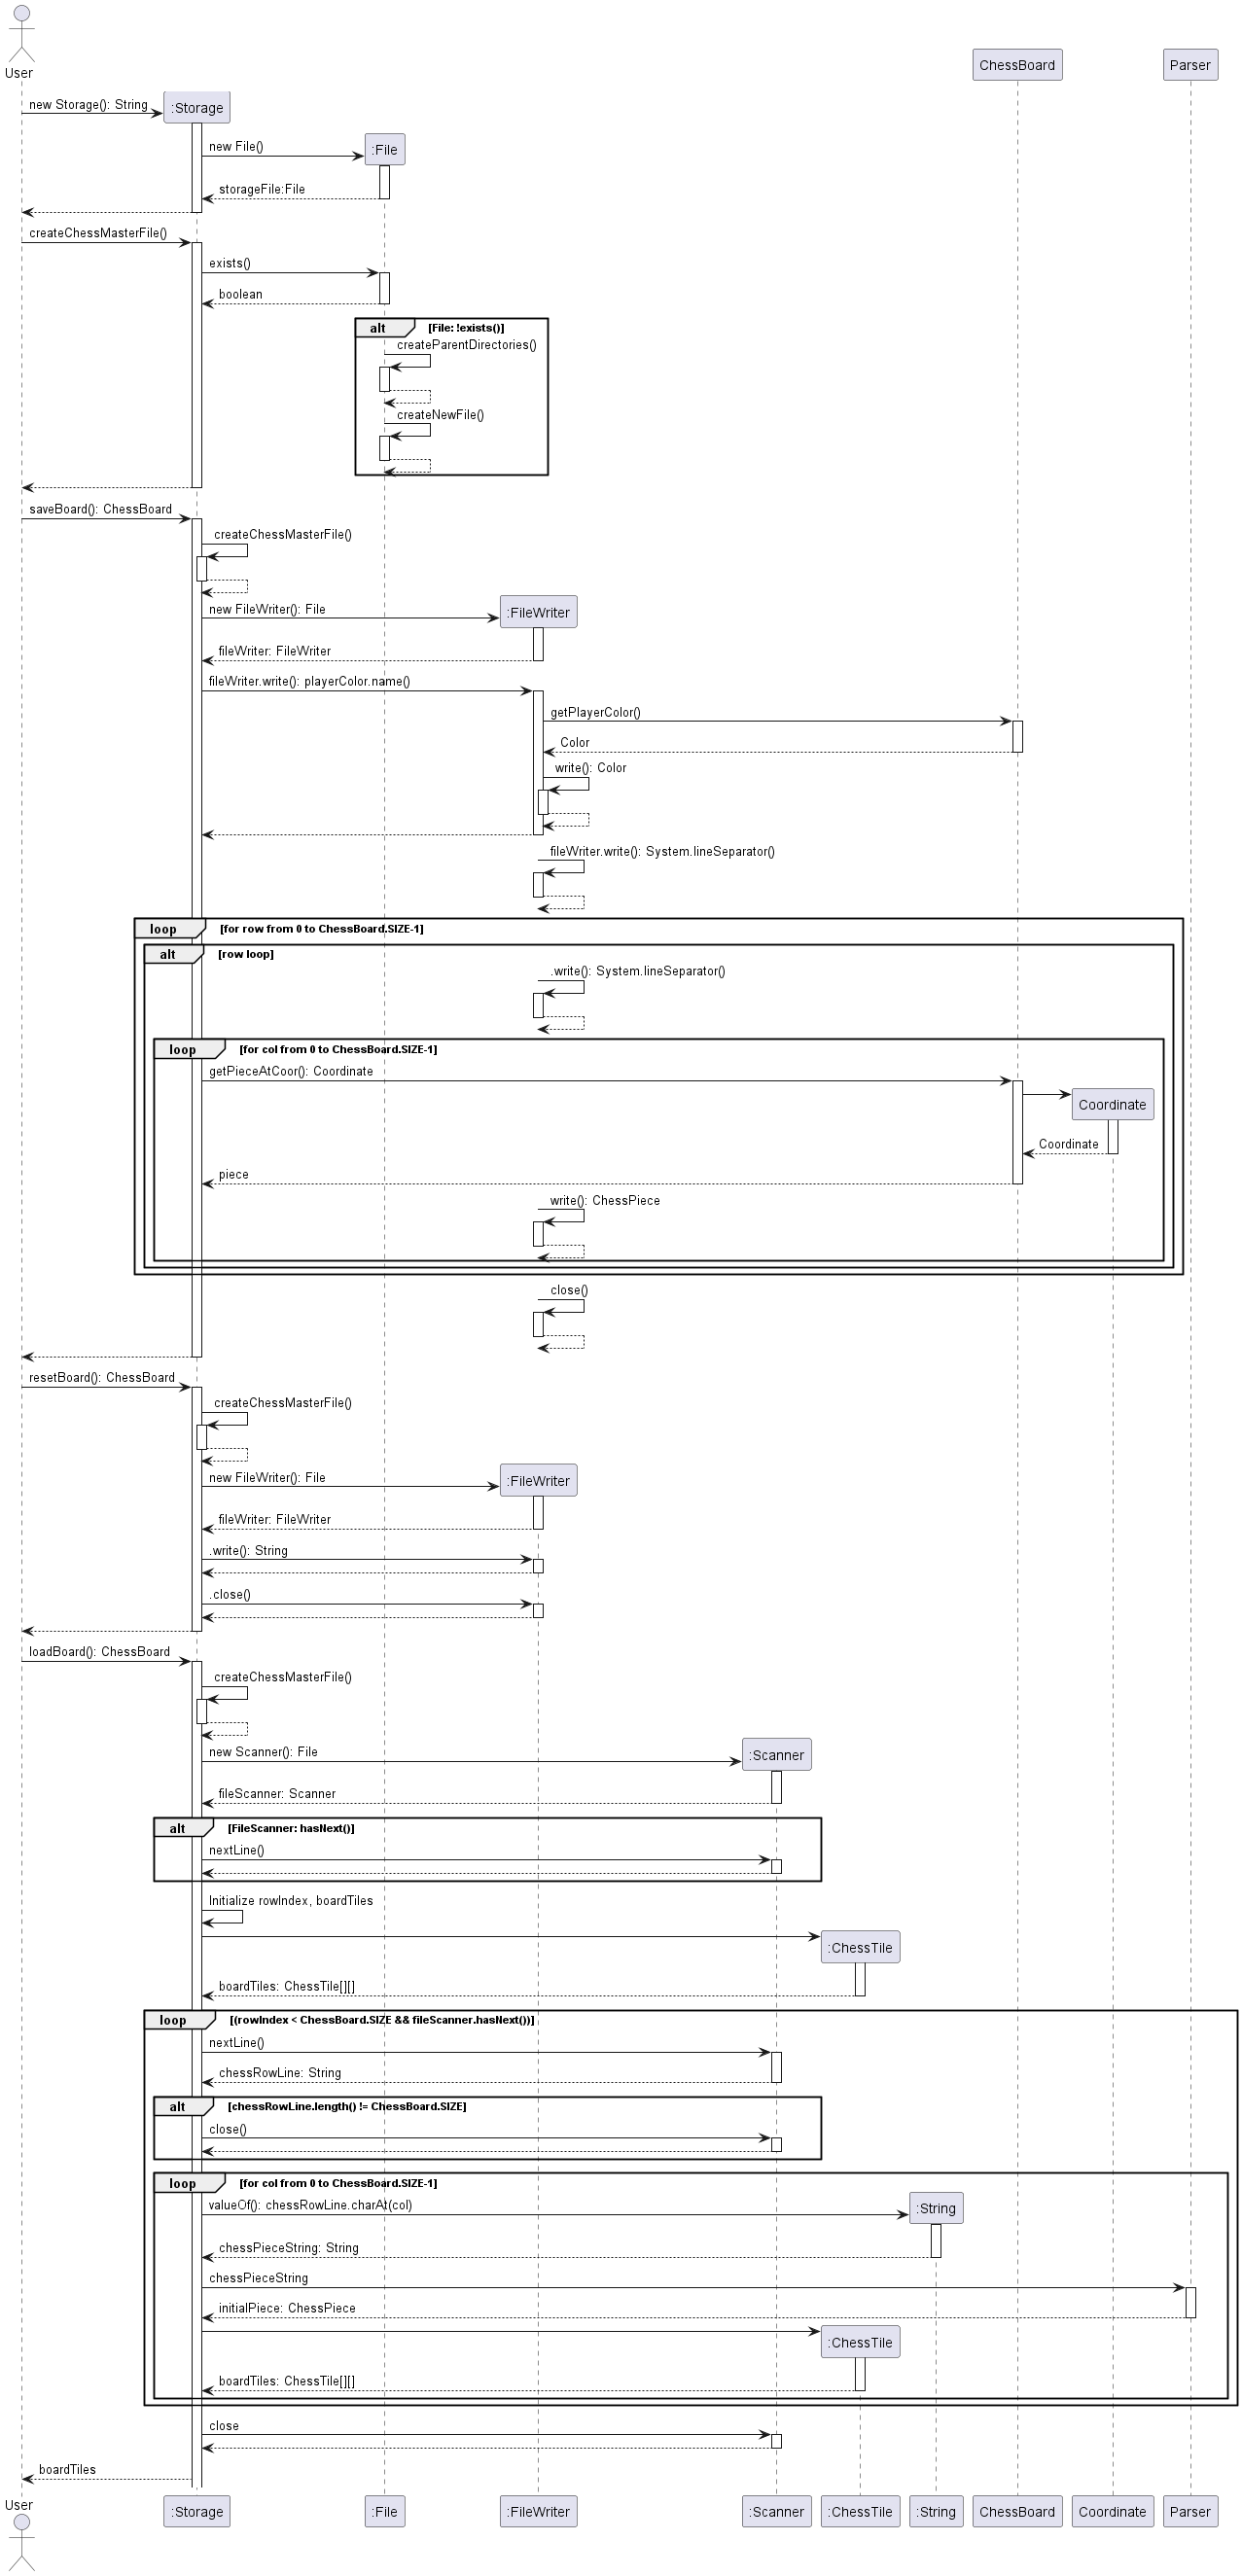 User
ChessBoard
Parser
new Storage(): String
:Storage
new File()
:File
storageFile:File
createChessMasterFile()
exists()
boolean
alt [File: !exists()]
createParentDirectories()
createNewFile()
saveBoard(): ChessBoard
createChessMasterFile()
new FileWriter(): File
:FileWriter
fileWriter: FileWriter
fileWriter.write(): playerColor.name()
getPlayerColor()
Color
write(): Color
fileWriter.write(): System.lineSeparator()
loop [for row from 0 to ChessBoard.SIZE-1]
alt [row loop]
.write(): System.lineSeparator()
loop [for col from 0 to ChessBoard.SIZE-1]
getPieceAtCoor(): Coordinate
Coordinate
Coordinate
piece
write(): ChessPiece
close()
resetBoard(): ChessBoard
createChessMasterFile()
new FileWriter(): File
:FileWriter
fileWriter: FileWriter
.write(): String
.close()
loadBoard(): ChessBoard
createChessMasterFile()
new Scanner(): File
:Scanner
fileScanner: Scanner
alt [FileScanner: hasNext()]
nextLine()
Initialize rowIndex, boardTiles
:ChessTile
boardTiles: ChessTile[][]
loop [(rowIndex < ChessBoard.SIZE && fileScanner.hasNext())]
nextLine()
chessRowLine: String
alt [chessRowLine.length() != ChessBoard.SIZE]
close()
loop [for col from 0 to ChessBoard.SIZE-1]
valueOf(): chessRowLine.charAt(col)
:String
chessPieceString: String
chessPieceString
initialPiece: ChessPiece
:ChessTile
boardTiles: ChessTile[][]
close
boardTiles
User
:Storage
:File
:FileWriter
:Scanner
:ChessTile
:String
ChessBoard
Coordinate
Parser